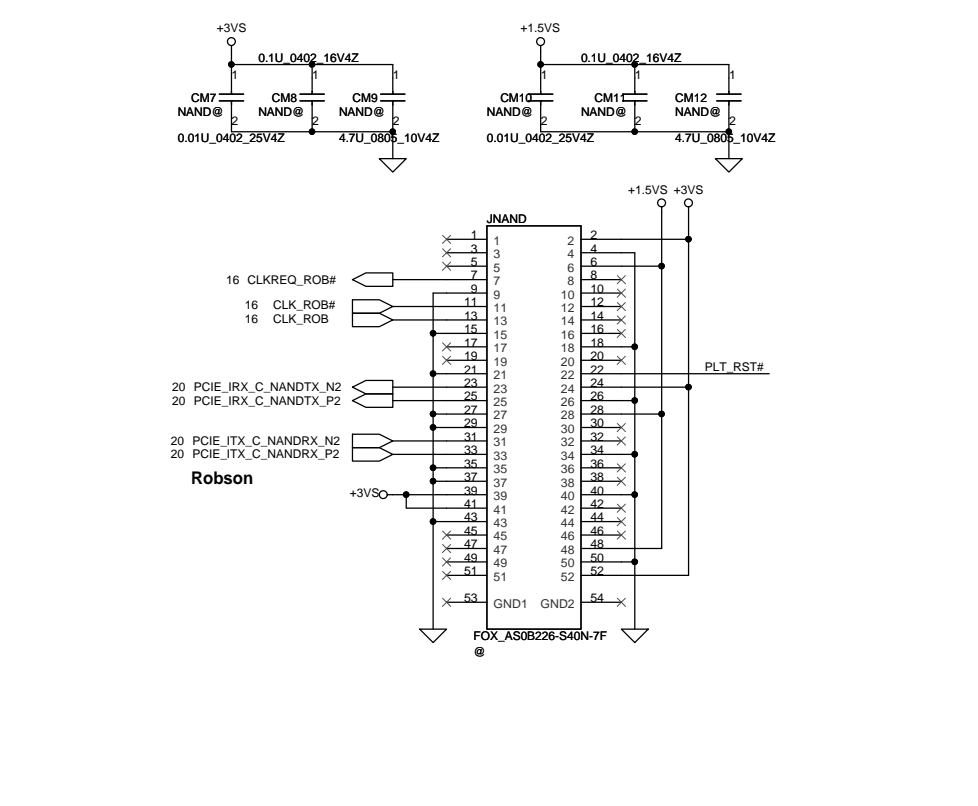 +3VS
0.1U_0402_16V4Z
1 1 1
CM7 CM8 CM9
NAND@ NAND@ NAND@
2 2 2
0.01U_0402_25V4Z 4.7U_0805_10V4Z
+1.5VS
0.1U_0402_16V4Z
1 1 1
CM10 CM11 CM12
NAND@ NAND@ NAND@
2 2 2
0.01U_0402_25V4Z 4.7U_0805_10V4Z
+1.5VS +3VS
JNAND
1 1 2 2
3 3 4 4
5 5 6 6
16 CLKREQ_ROB# 7 7 8 8
9 9 10 10
16 CLK_ROB# 11 11 12 12
16 CLK_ROB 13 13 14 14
15 15 16 16
17 17 18 18
19 19 20 20
21 21 22 22 PLT_RST#
20 PCIE_IRX_C_NANDTX_N2 23 23 24 24
20 PCIE_IRX_C_NANDTX_P2 25 25 26 26
27 27 28 28
29 29 30 30
20 PCIE_ITX_C_NANDRX_N2 31 31 32 32
20 PCIE_ITX_C_NANDRX_P2 33 33 34 34
35 35 36 36
Robson
37 37 38 38
+3VS 39 39 40 40
41 41 42 42
43 43 44 44
45 45 46 46
47 47 48 48
49 49 50 50
51 51 52 52
53 GND1 GND2 54
FOX_AS0B226-S40N-7F
@